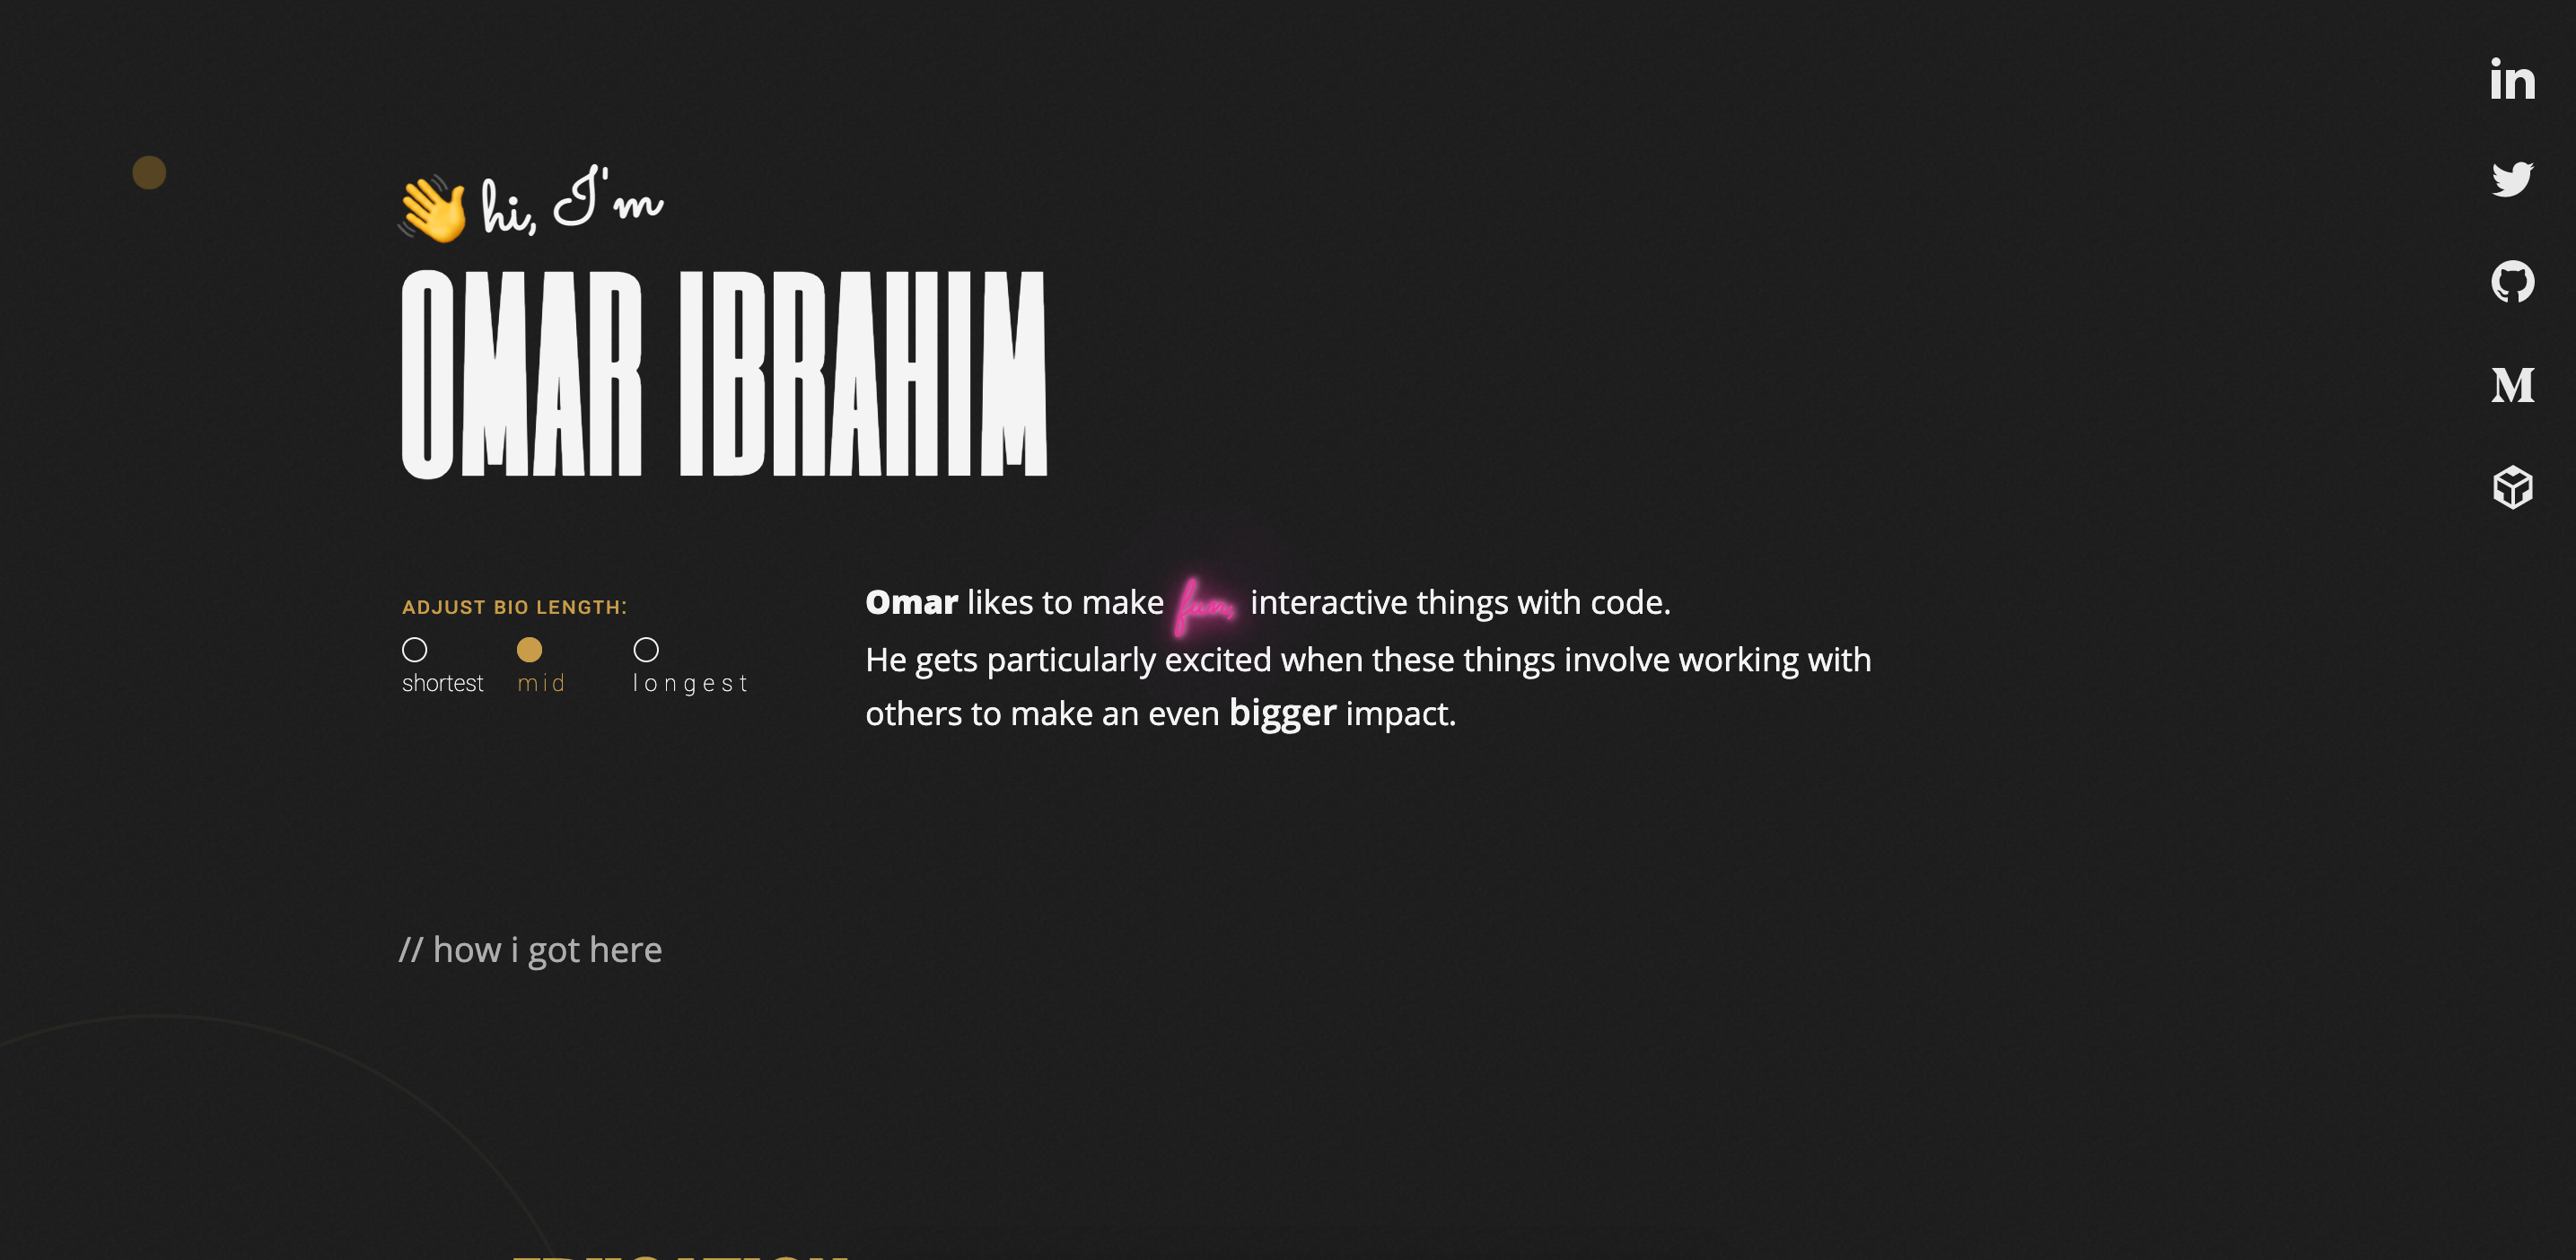 👋 hi, I'm
OMAR IBRAHIM
ADJUST BIO LENGTH:
shortest mid longest
Omar likes to make fun, interactive things with code.
He gets particularly excited when these things involve working with
others to make an even bigger impact.
// how i got here
in
M